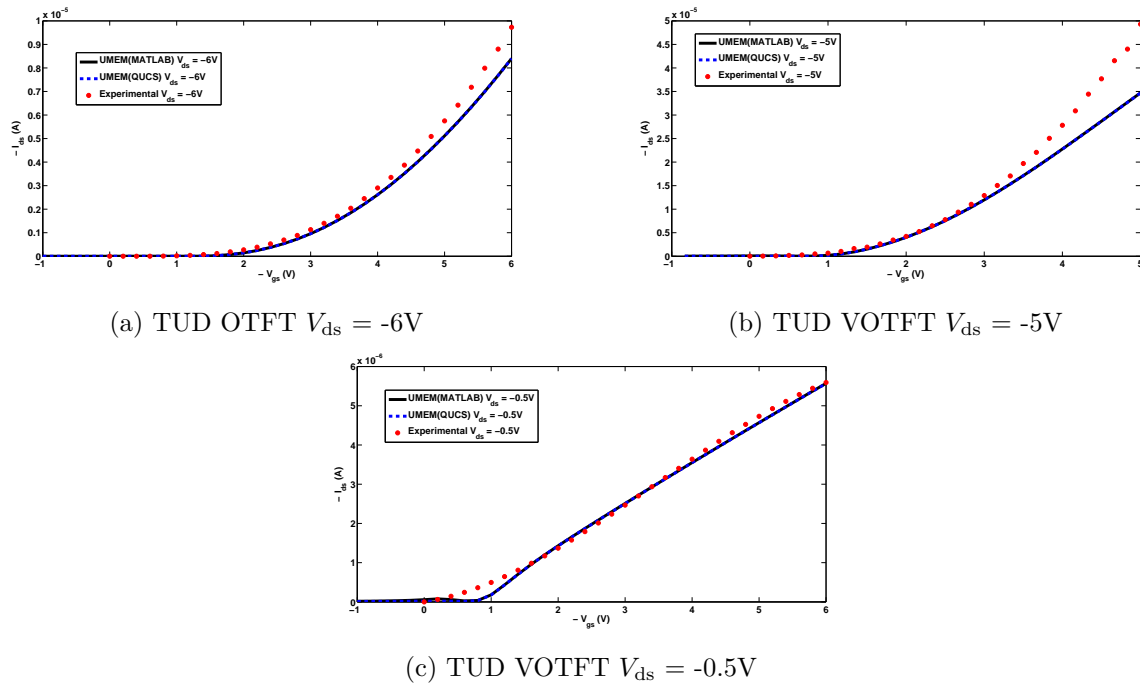 x 10⁻⁵
1
0.9
0.8
0.7
0.6
0.5
0.4
0.3
0.2
0.1
0
− I_ds (A)
UMEM(MATLAB) V_ds = −6V
UMEM(QUCS) V_ds = −6V
Experimental V_ds = −6V
−1 0 1 2 3 4 5 6
− V_gs (V)
(a) TUD OTFT V_ds = -6V
x 10⁻⁵
5
4.5
4
3.5
3
2.5
2
1.5
1
0.5
0
− I_ds (A)
UMEM(MATLAB) V_ds = −5V
UMEM(QUCS) V_ds = −5V
Experimental V_ds = −5V
−1 0 1 2 3 4 5
− V_gs (V)
(b) TUD VOTFT V_ds = -5V
x 10⁻⁶
6
5
4
3
2
1
0
− I_ds (A)
UMEM(MATLAB) V_ds = −0.5V
UMEM(QUCS) V_ds = −0.5V
Experimental V_ds = −0.5V
−1 0 1 2 3 4 5 6
− V_gs (V)
(c) TUD VOTFT V_ds = -0.5V